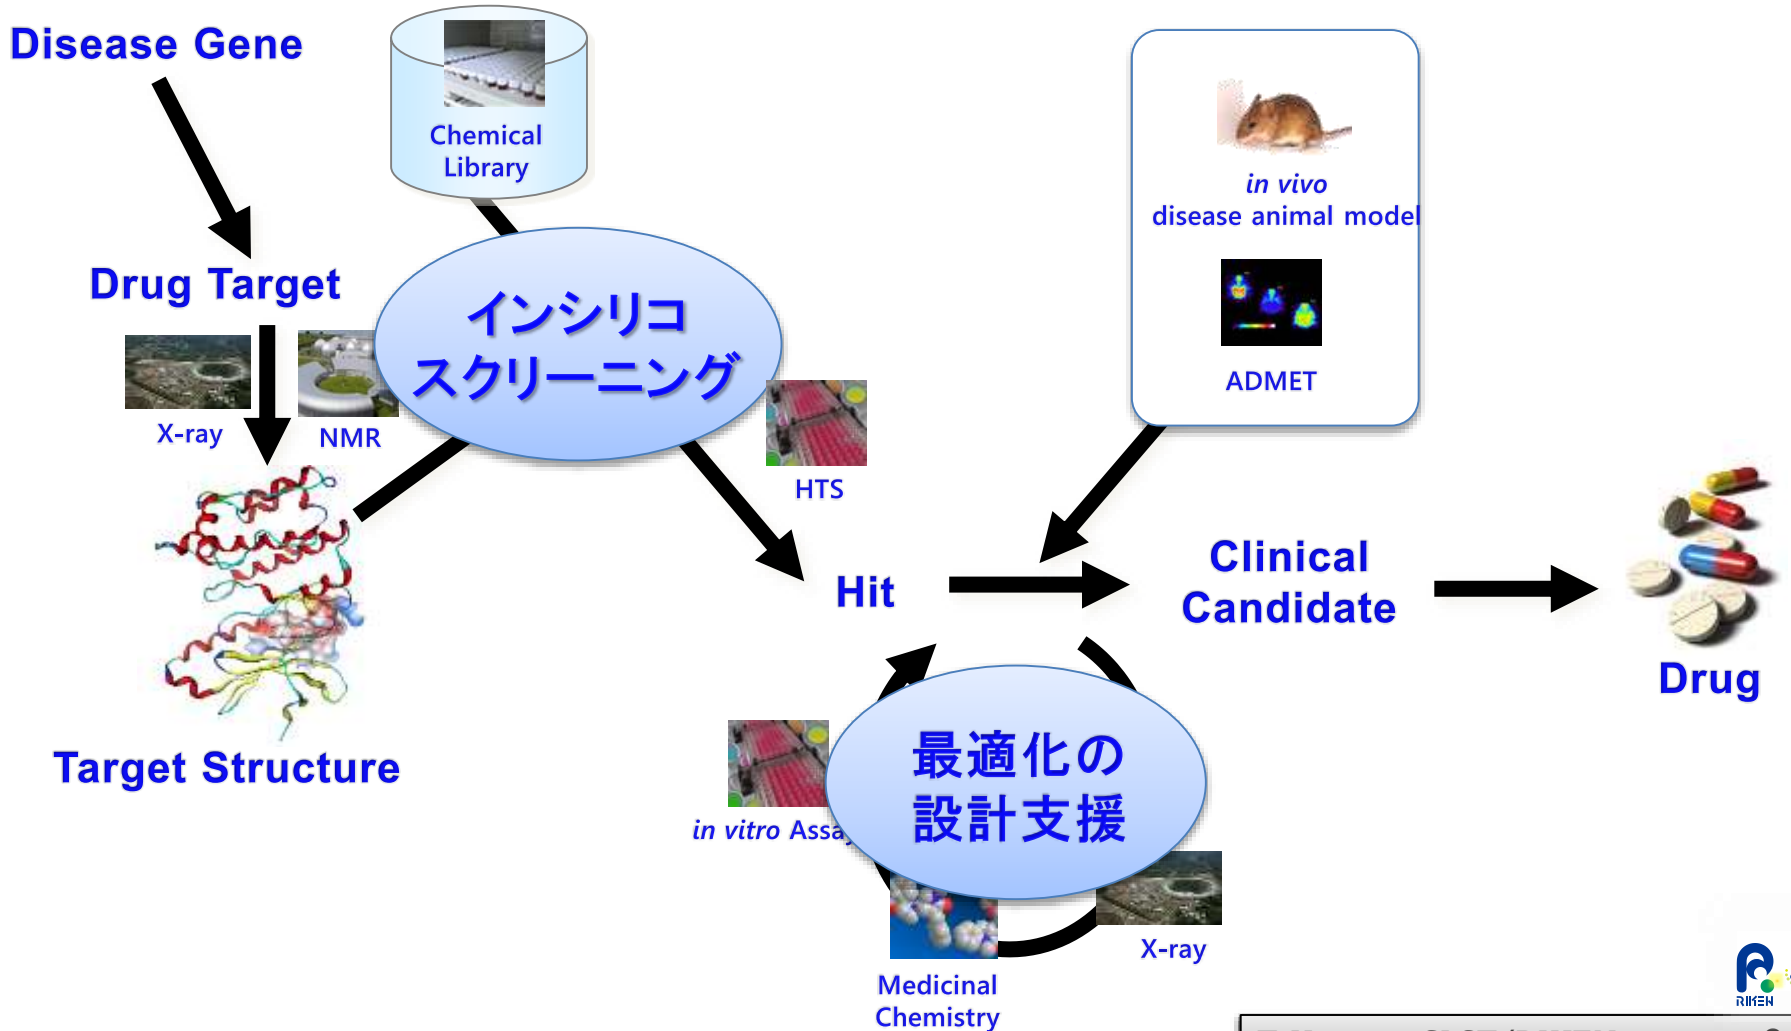 Disease Gene
Chemical
Library
in vivo
disease animal model
Drug Target
インシリコ
スクリーニング
ADMET
X-ray
NMR
HTS
Hit
Clinical
Candidate
Drug
Target Structure
最適化の
設計支援
in vitro Assay
X-ray
Medicinal
Chemistry
RIKEN